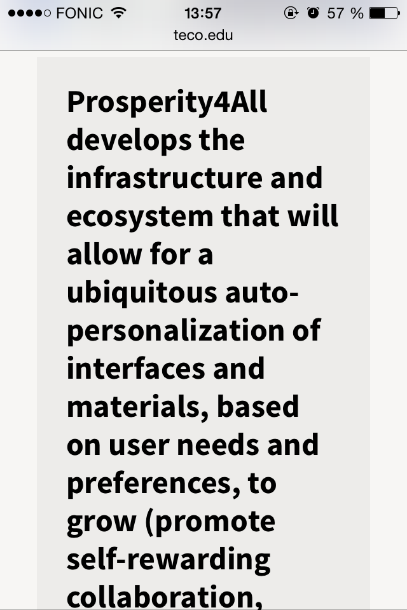 FONIC 13:57 57 %
teco.edu
Prosperity4All
develops the
infrastructure and
ecosystem that will
allow for a
ubiquitous auto-
personalization of
interfaces and
materials, based
on user needs and
preferences, to
grow (promote
self-rewarding
collaboration,